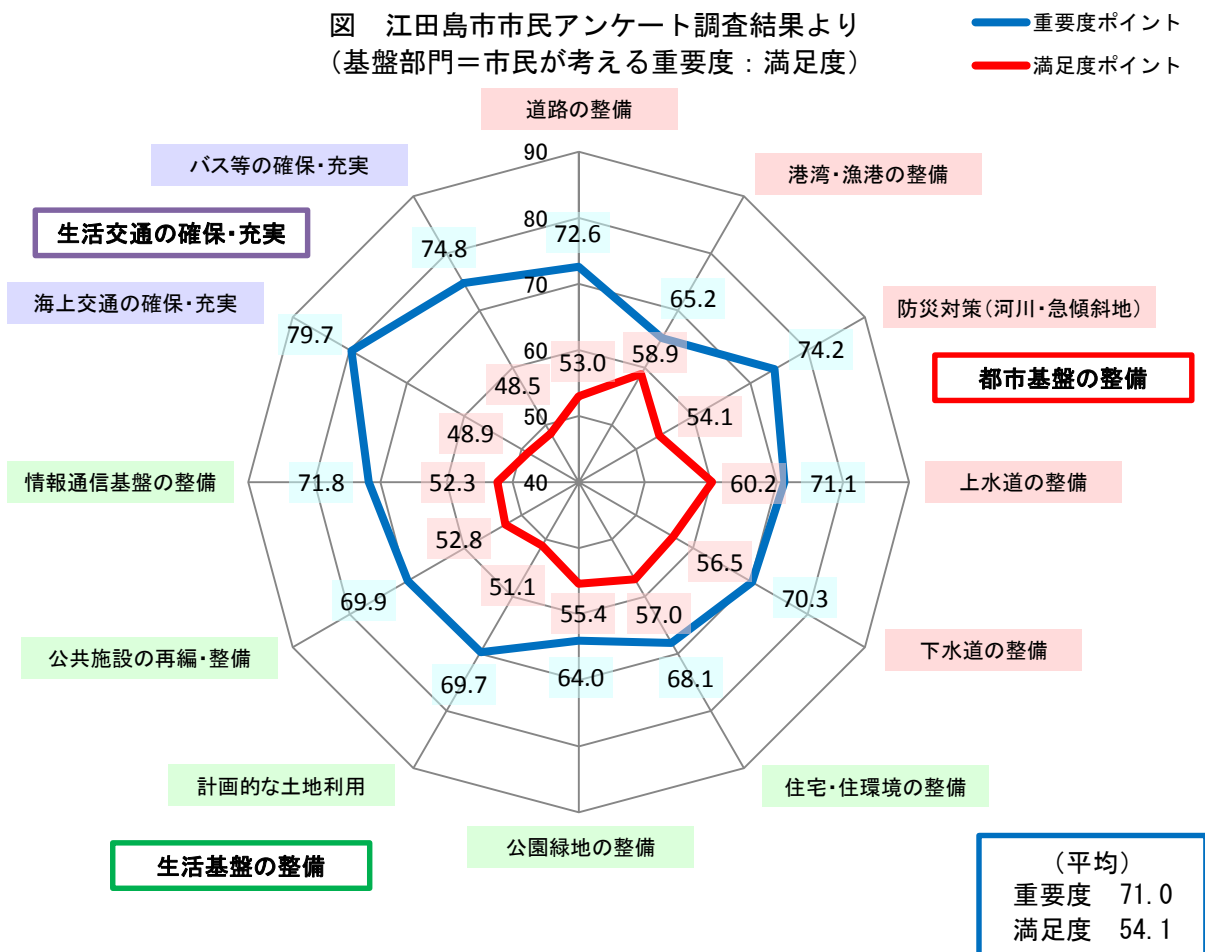 図 江田島市市民アンケート調査結果より
(基盤部門＝市民が考える重要度：満足度)
重要度ポイント
満足度ポイント
道路の整備
バス等の確保・充実
港湾・漁港の整備
生活交通の確保・充実
海上交通の確保・充実
防災対策(河川・急傾斜地)
都市基盤の整備
情報通信基盤の整備
上水道の整備
公共施設の再編・整備
下水道の整備
計画的な土地利用
住宅・住環境の整備
公園緑地の整備
生活基盤の整備
90
80
70
60
50
40
72.6
65.2
74.2
71.1
70.3
68.1
64.0
69.7
69.9
71.8
79.7
74.8
53.0
58.9
54.1
60.2
56.5
57.0
55.4
51.1
52.8
52.3
48.9
48.5
(平均)
重要度 71.0
満足度 54.1